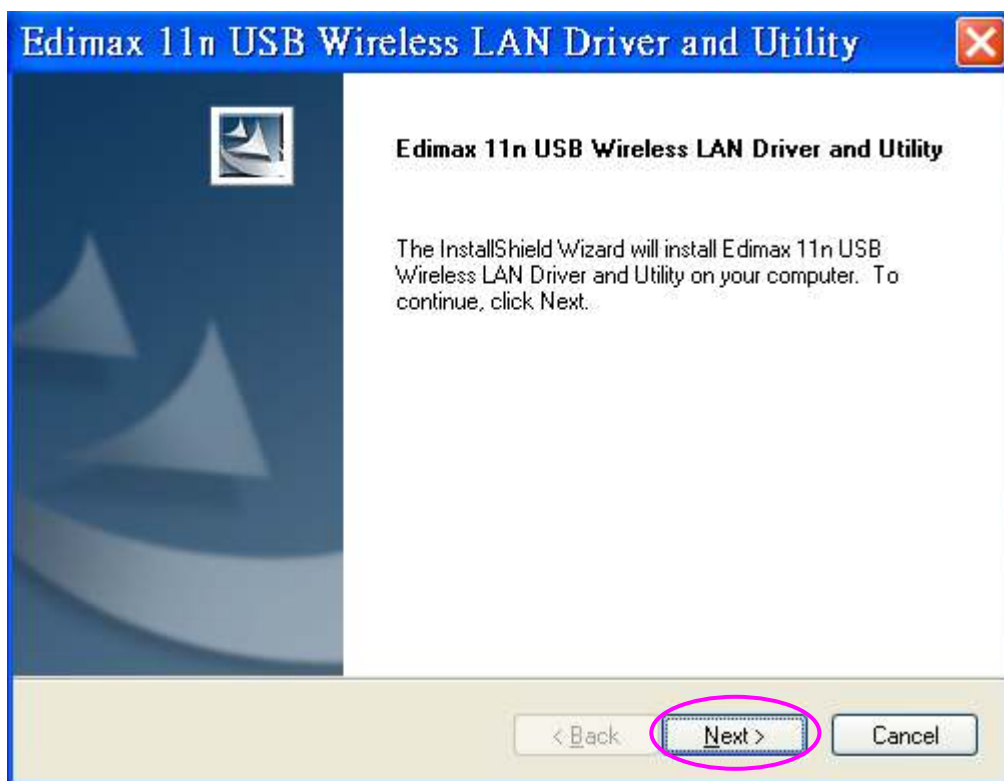 Edimax 11n USB Wireless LAN Driver and Utility
Edimax 11n USB Wireless LAN Driver and Utility
The InstallShield Wizard will install Edimax 11n USB
Wireless LAN Driver and Utility on your computer. To
continue, click Next.
< Back
Next >
Cancel